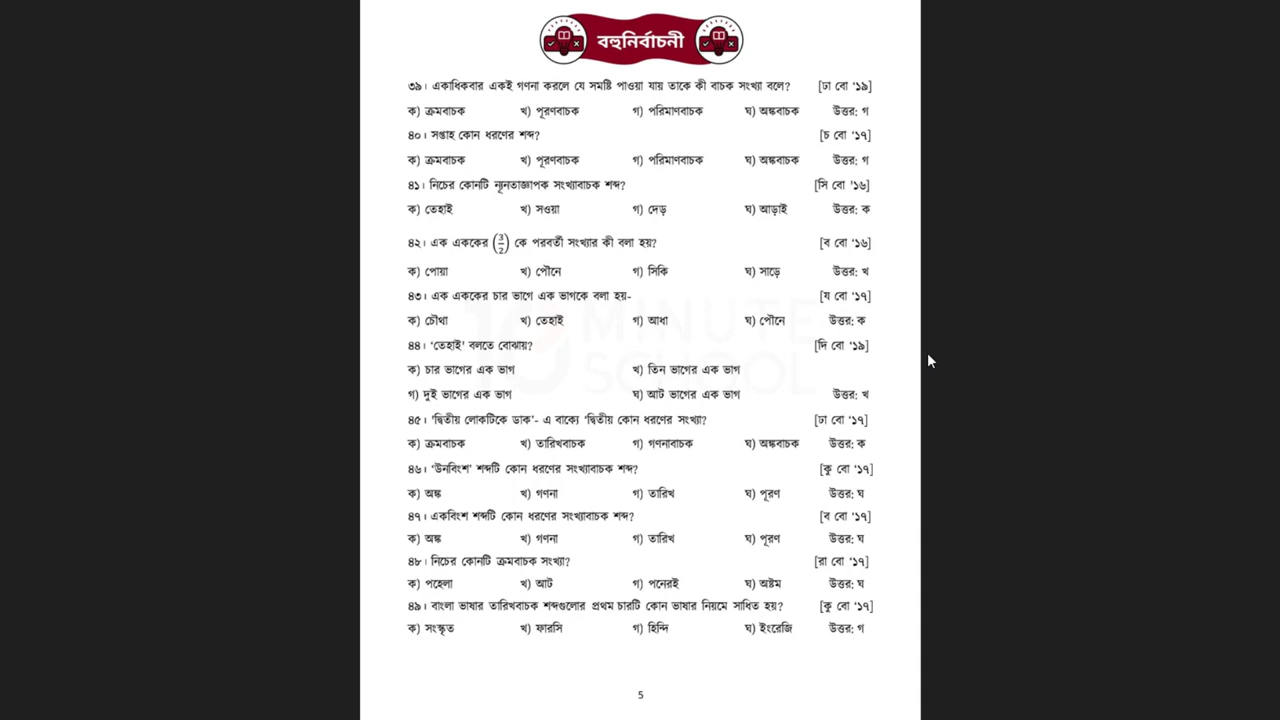 বহুনির্বাচনী
৩৯। একাধিকবার একই গণনা করলে যে সমষ্টি পাওয়া যায় তাকে কী বাচক সংখ্যা বলে? [ঢা বো ‘১৯]
ক) ক্রমবাচক খ) পূরণবাচক গ) পরিমাণবাচক ঘ) অঙ্কবাচক উত্তর: গ
৪০। সপ্তাহ কোন ধরণের শব্দ? [চ বো ‘১৭]
ক) ক্রমবাচক খ) পূরণবাচক গ) পরিমাণবাচক ঘ) অঙ্কবাচক উত্তর: গ
৪১। নিচের কোনটি ন্যূনতাজ্ঞাপক সংখ্যাবাচক শব্দ? [সি বো '১৬]
ক) তেহাই খ) সওয়া গ) দেড় ঘ) আড়াই উত্তর: ক
৪২। এক এককের (3/2) কে পরবর্তী সংখ্যার কী বলা হয়? [ব বো ‘১৬]
ক) পোয়া খ) পৌনে গ) সিকি ঘ) সাড়ে উত্তর: খ
৪৩। এক এককের চার ভাগে এক ভাগকে বলা হয়- [য বো ‘১৭]
ক) চৌথা খ) তেহাই গ) আধা ঘ) পৌনে উত্তর: ক
৪৪। ‘তেহাই' বলতে বোঝায়? [দি বো ‘১৯]
ক) চার ভাগের এক ভাগ খ) তিন ভাগের এক ভাগ
গ) দুই ভাগের এক ভাগ ঘ) আট ভাগের এক ভাগ উত্তর: খ
৪৫। 'দ্বিতীয় লোকটিকে ডাক'- এ বাক্যে ‘দ্বিতীয় কোন ধরণের সংখ্যা? [ঢা বো ‘১৭]
ক) ক্রমবাচক খ) তারিখবাচক গ) গণনাবাচক ঘ) অঙ্কবাচক উত্তর: ক
৪৬। ‘উনবিংশ' শব্দটি কোন ধরণের সংখ্যাবাচক শব্দ? [কু বো ‘১৭]
ক) অঙ্ক খ) গণনা গ) তারিখ ঘ) পূরণ উত্তর: ঘ
৪৭। একবিংশ শব্দটি কোন ধরণের সংখ্যাবাচক শব্দ? [ব বো ‘১৭]
ক) অঙ্ক খ) গণনা গ) তারিখ ঘ) পূরণ উত্তর: ঘ
৪৮। নিচের কোনটি ক্রমবাচক সংখ্যা? [রা বো ‘১৭]
ক) পহেলা খ) আট গ) পনেরই ঘ) অষ্টম উত্তর: ঘ
৪৯। বাংলা ভাষার তারিখবাচক শব্দগুলোর প্রথম চারটি কোন ভাষার নিয়মে সাধিত হয়? [কু বো ‘১৭]
ক) সংস্কৃত খ) ফারসি গ) হিন্দি ঘ) ইংরেজি উত্তর: গ
10 MINUTE SCHOOL
5